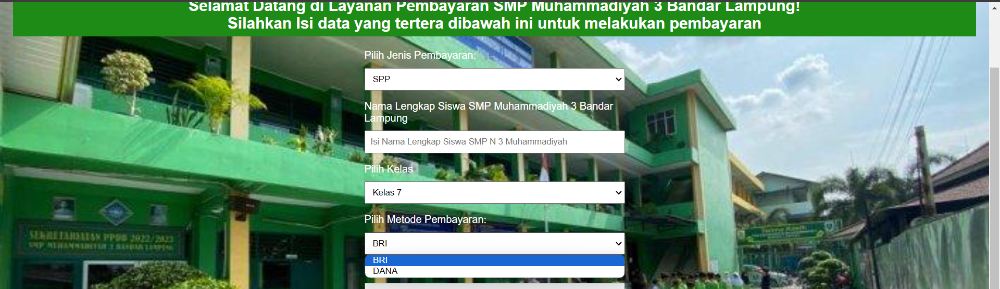 Selamat Datang di Layanan Pembayaran SMP Muhammadiyah 3 Bandar Lampung!
Silahkan Isi data yang tertera dibawah ini untuk melakukan pembayaran
Pilih Jenis Pembayaran:
SPP
Nama Lengkap Siswa SMP Muhammadiyah 3 Bandar
Lampung
Isi Nama Lengkap Siswa SMP N 3 Muhammadiyah
Pilih Kelas
Kelas 7
Pilih Metode Pembayaran:
BRI
BRI
DANA
SEKRETARIATAN PPDB 2022/2023
SMP MUHAMMADIYAH 3 BANDAR LAMPUNG